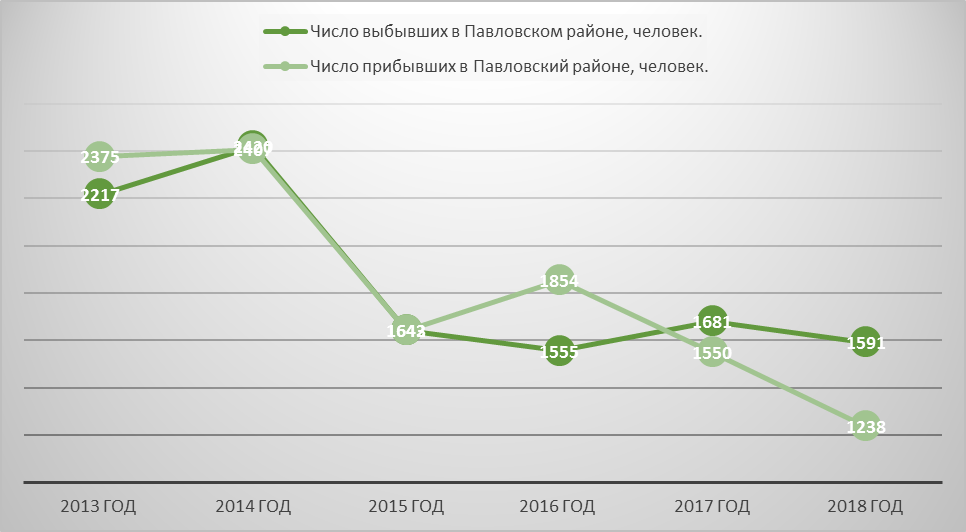 Число выбывших в Павловском районе, человек.
Число прибывших в Павловский районе, человек.
2375
2217
1854
1681
1555
1550
1591
1238
2013 ГОД
2014 ГОД
2015 ГОД
2016 ГОД
2017 ГОД
2018 ГОД